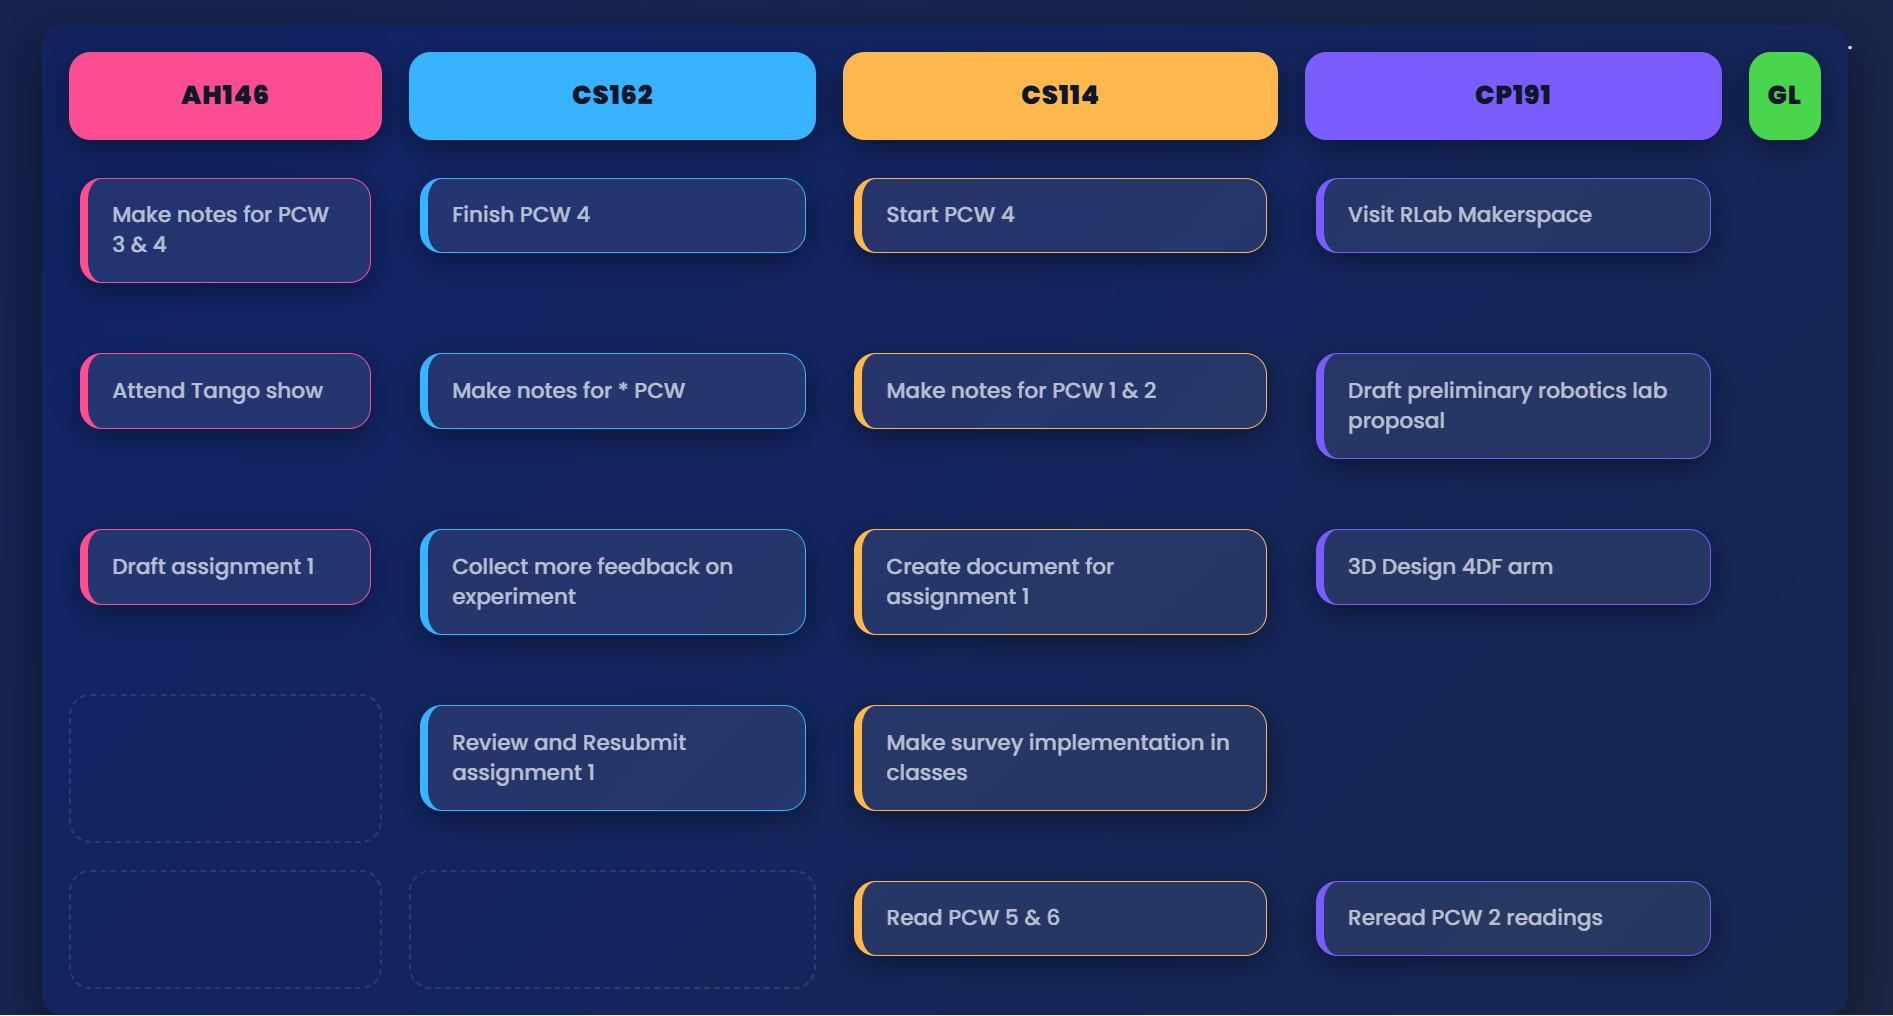 AH146
CS162
CS114
CP191
GL
Make notes for PCW
3 & 4
Finish PCW 4
Start PCW 4
Visit RLab Makerspace
Attend Tango show
Make notes for * PCW
Make notes for PCW 1 & 2
Draft preliminary robotics lab
proposal
Draft assignment 1
Collect more feedback on
experiment
Create document for
assignment 1
3D Design 4DF arm
Review and Resubmit
assignment 1
Make survey implementation in
classes
Read PCW 5 & 6
Reread PCW 2 readings